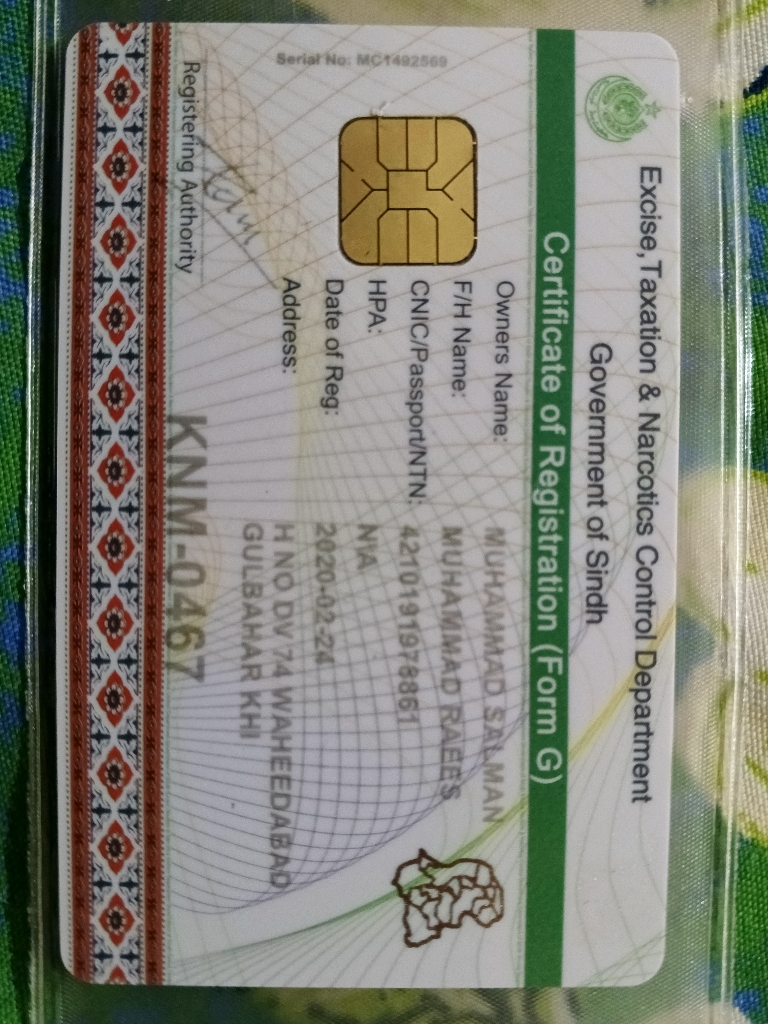 Excise, Taxation & Narcotics Control Department
Government of Sindh
Certificate of Registration (Form G)
Serial No: MC1492569
Owners Name: MUHAMMAD SALMAN
F/H Name: MUHAMMAD RAEES
CNIC/Passport/NTN: 4210191978861
HPA: N\A
Date of Reg: 2020-02-24
Address: H NO DV 74 WAHEEDABAD
GULBAHAR KHI
KNM-0467
Registering Authority